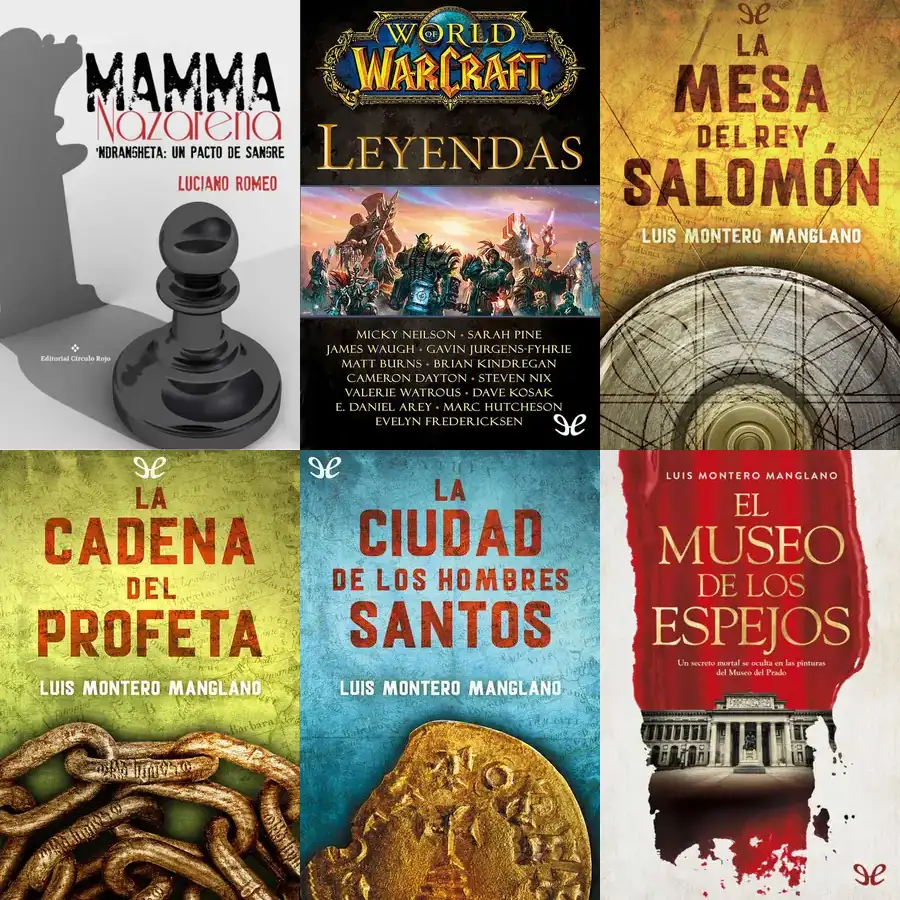 MAMMA
Nazarena
'NDRANGHETA: UN PACTO DE SANGRE
LUCIANO ROMEO
Editorial Círculo Rojo
WORLD
OF
WARCRAFT
LEYENDAS
MICKY NEILSON · SARAH PINE
JAMES WAUGH · GAVIN JURGENS-FYHRIE
MATT BURNS · BRIAN KINDREGAN
CAMERON DAYTON · STEVEN NIX
VALERIE WATROUS · DAVE KOSAK
E. DANIEL AREY · MARC HUTCHESON
EVELYN FREDERICKSEN
LA
MESA
DEL REY
SALOMÓN
LUIS MONTERO MANGLANO
LA
CADENA
DEL
PROFETA
LUIS MONTERO MANGLANO
LA
CIUDAD
DE LOS HOMBRES
SANTOS
LUIS MONTERO MANGLANO
LUIS MONTERO MANGLANO
EL
MUSEO
DE LOS
ESPEJOS
Un secreto mortal se oculta en las pinturas
del Museo del Prado